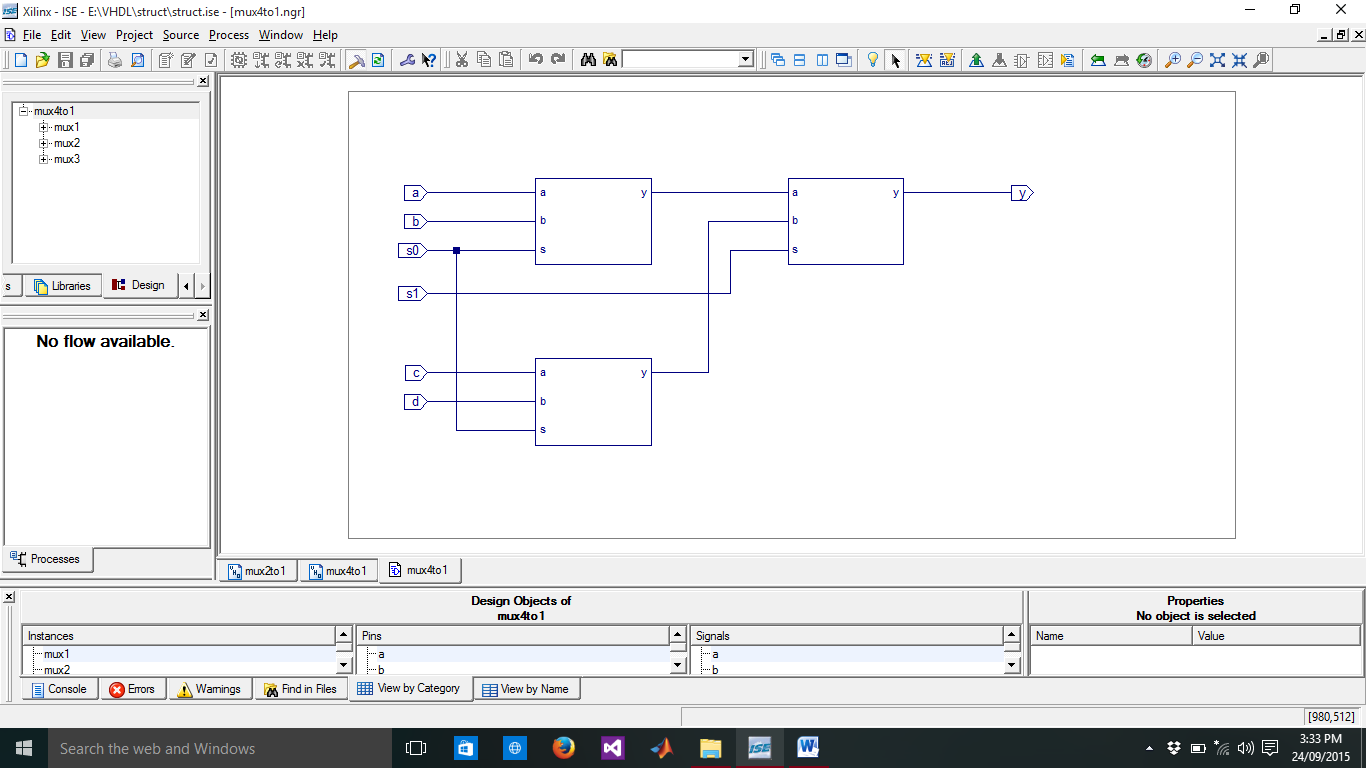 Xilinx - ISE - E:\VHDL\struct\struct.ise - [mux4to1.ngr]
File Edit View Project Source Process Window Help
mux4to1
mux1
mux2
mux3
s Libraries Design
No flow available.
Processes
a a y a y y
b b b
s0 s s
s1
c a y
d b
s
mux2to1 mux4to1 mux4to1
Design Objects of
mux4to1
Properties
No object is selected
Instances Pins Signals Name Value
mux1 a a
mux2 b b
Console Errors Warnings Find in Files View by Category View by Name
[980,512]
Search the web and Windows
ISE
3:33 PM
24/09/2015